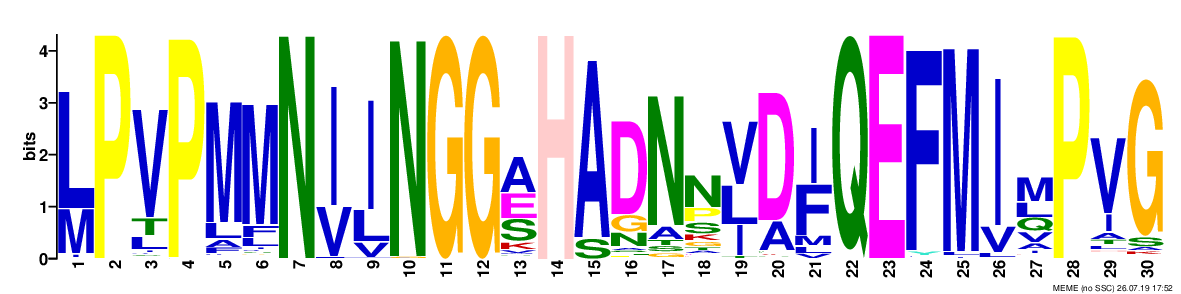 4
3
2
1
0
bits
LPVPMMNIINGGAHADNNVDIQEFMIMPVG
M T L L V L E S G A P L A F V L I S
L A F V S N T S I M Q A
K K V
1 2 3 4 5 6 7 8 9 10 11 12 13 14 15 16 17 18 19 20 21 22 23 24 25 26 27 28 29 30
MEME (no SSC) 26.07.19 17:52